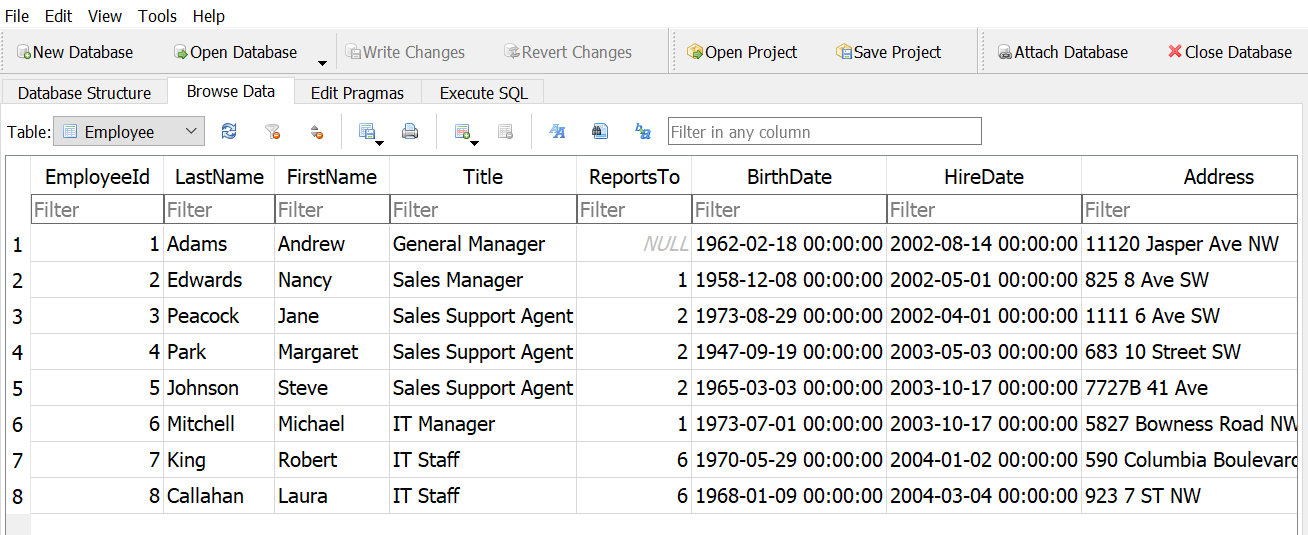 File Edit View Tools Help
New Database Open Database Write Changes Revert Changes Open Project Save Project Attach Database Close Database
Database Structure Browse Data Edit Pragmas Execute SQL
Table: Employee Filter in any column
EmployeeId LastName FirstName Title ReportsTo BirthDate HireDate Address
Filter Filter Filter Filter Filter Filter Filter Filter
1 1 Adams Andrew General Manager NULL 1962-02-18 00:00:00 2002-08-14 00:00:00 11120 Jasper Ave NW
2 2 Edwards Nancy Sales Manager 1 1958-12-08 00:00:00 2002-05-01 00:00:00 825 8 Ave SW
3 3 Peacock Jane Sales Support Agent 2 1973-08-29 00:00:00 2002-04-01 00:00:00 1111 6 Ave SW
4 4 Park Margaret Sales Support Agent 2 1947-09-19 00:00:00 2003-05-03 00:00:00 683 10 Street SW
5 5 Johnson Steve Sales Support Agent 2 1965-03-03 00:00:00 2003-10-17 00:00:00 7727B 41 Ave
6 6 Mitchell Michael IT Manager 1 1973-07-01 00:00:00 2003-10-17 00:00:00 5827 Bowness Road NW
7 7 King Robert IT Staff 6 1970-05-29 00:00:00 2004-01-02 00:00:00 590 Columbia Boulevard
8 8 Callahan Laura IT Staff 6 1968-01-09 00:00:00 2004-03-04 00:00:00 923 7 ST NW